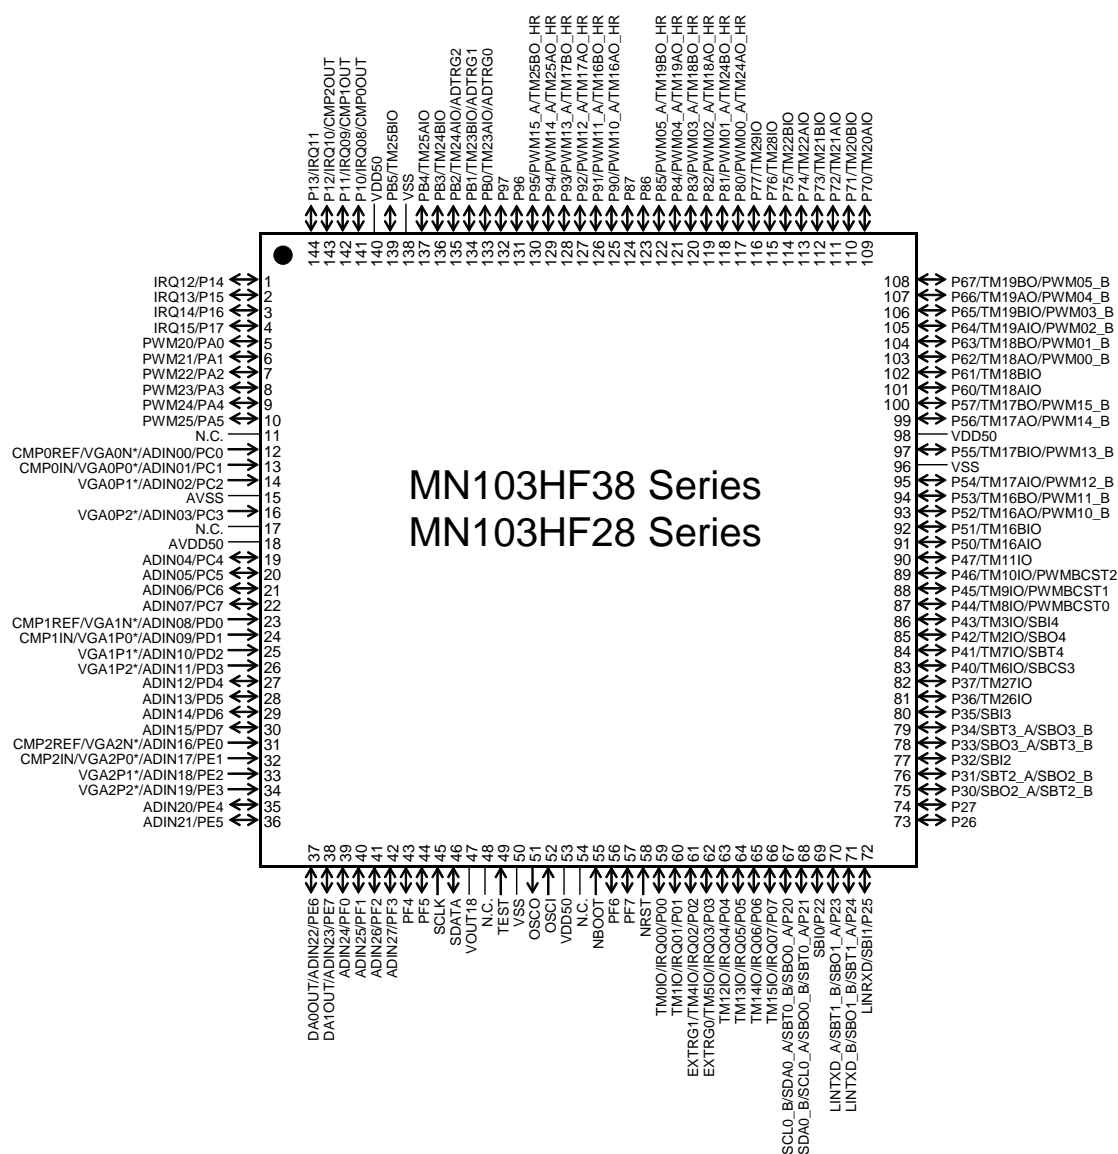 P13/IRQ11
P12/IRQ10/CMP2OUT
P11/IRQ09/CMP1OUT
P10/IRQ08/CMP0OUT
VDD50
PB5/TM25BIO
VSS
PB4/TM25AIO
PB3/TM24BIO
PB2/TM24AIO/ADTRG2
PB1/TM23BIO/ADTRG1
PB0/TM23AIO/ADTRG0
P97
P96
P95/PWM15_A/TM25BO_HR
P94/PWM14_A/TM25AO_HR
P93/PWM13_A/TM17BO_HR
P92/PWM12_A/TM17AO_HR
P91/PWM11_A/TM16BO_HR
P90/PWM10_A/TM16AO_HR
P87
P86
P85/PWM05_A/TM19BO_HR
P84/PWM04_A/TM19AO_HR
P83/PWM03_A/TM18BO_HR
P82/PWM02_A/TM18AO_HR
P81/PWM01_A/TM24BO_HR
P80/PWM00_A/TM24AO_HR
P77/TM29IO
P76/TM28IO
P75/TM22BIO
P74/TM22AIO
P73/TM21BIO
P72/TM21AIO
P71/TM20BIO
P70/TM20AIO
144
143
142
141
140
139
138
137
136
135
134
133
132
131
130
129
128
127
126
125
124
123
122
121
120
119
118
117
116
115
114
113
112
111
110
109
IRQ12/P14 1
IRQ13/P15 2
IRQ14/P16 3
IRQ15/P17 4
PWM20/PA0 5
PWM21/PA1 6
PWM22/PA2 7
PWM23/PA3 8
PWM24/PA4 9
PWM25/PA5 10
N.C. 11
CMP0REF/VGA0N*/ADIN00/PC0 12
CMP0IN/VGA0P0*/ADIN01/PC1 13
VGA0P1*/ADIN02/PC2 14
AVSS 15
VGA0P2*/ADIN03/PC3 16
N.C. 17
AVDD50 18
ADIN04/PC4 19
ADIN05/PC5 20
ADIN06/PC6 21
ADIN07/PC7 22
CMP1REF/VGA1N*/ADIN08/PD0 23
CMP1IN/VGA1P0*/ADIN09/PD1 24
VGA1P1*/ADIN10/PD2 25
VGA1P2*/ADIN11/PD3 26
ADIN12/PD4 27
ADIN13/PD5 28
ADIN14/PD6 29
ADIN15/PD7 30
CMP2REF/VGA2N*/ADIN16/PE0 31
CMP2IN/VGA2P0*/ADIN17/PE1 32
VGA2P1*/ADIN18/PE2 33
VGA2P2*/ADIN19/PE3 34
ADIN20/PE4 35
ADIN21/PE5 36
MN103HF38 Series
MN103HF28 Series
108 P67/TM19BO/PWM05_B
107 P66/TM19AO/PWM04_B
106 P65/TM19BIO/PWM03_B
105 P64/TM19AIO/PWM02_B
104 P63/TM18BO/PWM01_B
103 P62/TM18AO/PWM00_B
102 P61/TM18BIO
101 P60/TM18AIO
100 P57/TM17BO/PWM15_B
99 P56/TM17AO/PWM14_B
98 VDD50
97 P55/TM17BIO/PWM13_B
96 VSS
95 P54/TM17AIO/PWM12_B
94 P53/TM16BO/PWM11_B
93 P52/TM16AO/PWM10_B
92 P51/TM16BIO
91 P50/TM16AIO
90 P47/TM11IO
89 P46/TM10IO/PWMBCST2
88 P45/TM9IO/PWMBCST1
87 P44/TM8IO/PWMBCST0
86 P43/TM3IO/SBI4
85 P42/TM2IO/SBO4
84 P41/TM7IO/SBT4
83 P40/TM6IO/SBCS3
82 P37/TM27IO
81 P36/TM26IO
80 P35/SBI3
79 P34/SBT3_A/SBO3_B
78 P33/SBO3_A/SBT3_B
77 P32/SBI2
76 P31/SBT2_A/SBO2_B
75 P30/SBO2_A/SBT2_B
74 P27
73 P26
37
38
39
40
41
42
43
44
45
46
47
48
49
50
51
52
53
54
55
56
57
58
59
60
61
62
63
64
65
66
67
68
69
70
71
72
DA0OUT/ADIN22/PE6
DA1OUT/ADIN23/PE7
ADIN24/PF0
ADIN25/PF1
ADIN26/PF2
ADIN27/PF3
PF4
PF5
SCLK
SDATA
VOUT18
N.C.
TEST
VSS
OSCO
OSCI
VDD50
N.C.
NBOOT
PF6
PF7
NRST
TM0IO/IRQ00/P00
TM1IO/IRQ01/P01
EXTRG1/TM4IO/IRQ02/P02
EXTRG0/TM5IO/IRQ03/P03
TM12IO/IRQ04/P04
TM13IO/IRQ05/P05
TM14IO/IRQ06/P06
TM15IO/IRQ07/P07
SCL0_B/SDA0_A/SBT0_B/SBO0_A/P20
SDA0_B/SCL0_A/SBO0_B/SBT0_A/P21
SBI0/P22
LINTXD_A/SBT1_B/SBO1_A/P23
LINTXD_B/SBO1_B/SBT1_A/P24
LINRXD/SBI1/P25